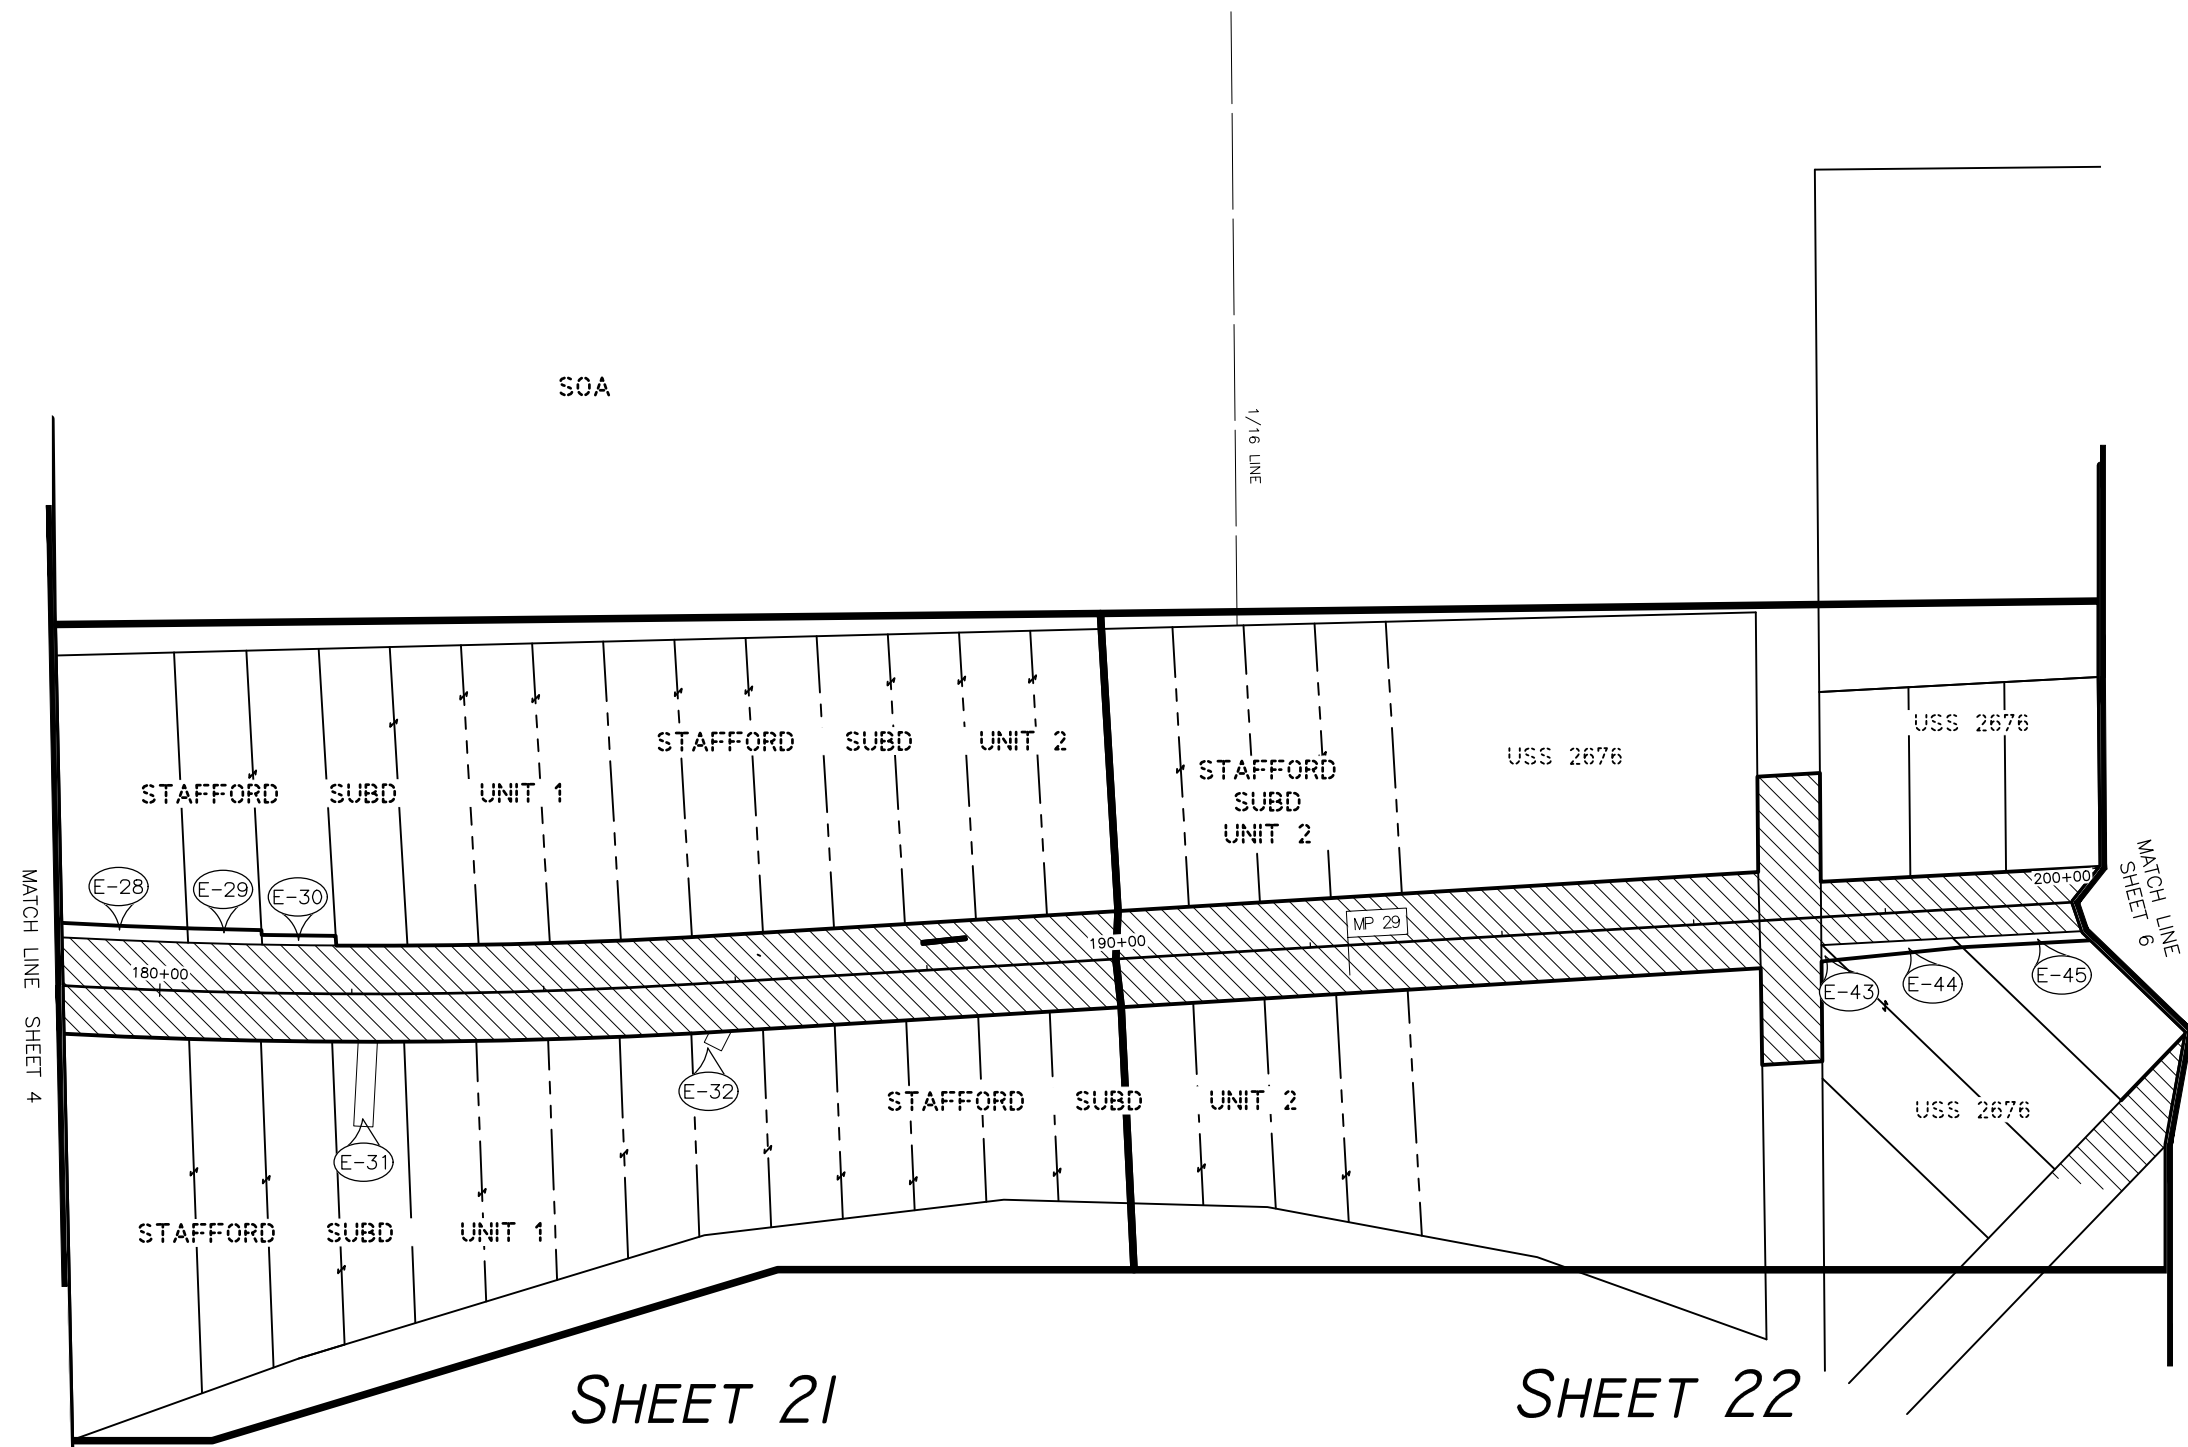 SOA
1/16 LINE
USS 2676
STAFFORD SUBD UNIT 2
USS 2676
STAFFORD
SUBD
UNIT 2
STAFFORD SUBD UNIT 1
MATCH LINE SHEET 4
MATCH LINE
SHEET 6
E-28
E-29
E-30
200+00
MP 29
190+00
180+00
E-43
E-44
E-45
E-32
STAFFORD SUBD UNIT 2
USS 2676
E-31
STAFFORD SUBD UNIT 1
SHEET 21
SHEET 22